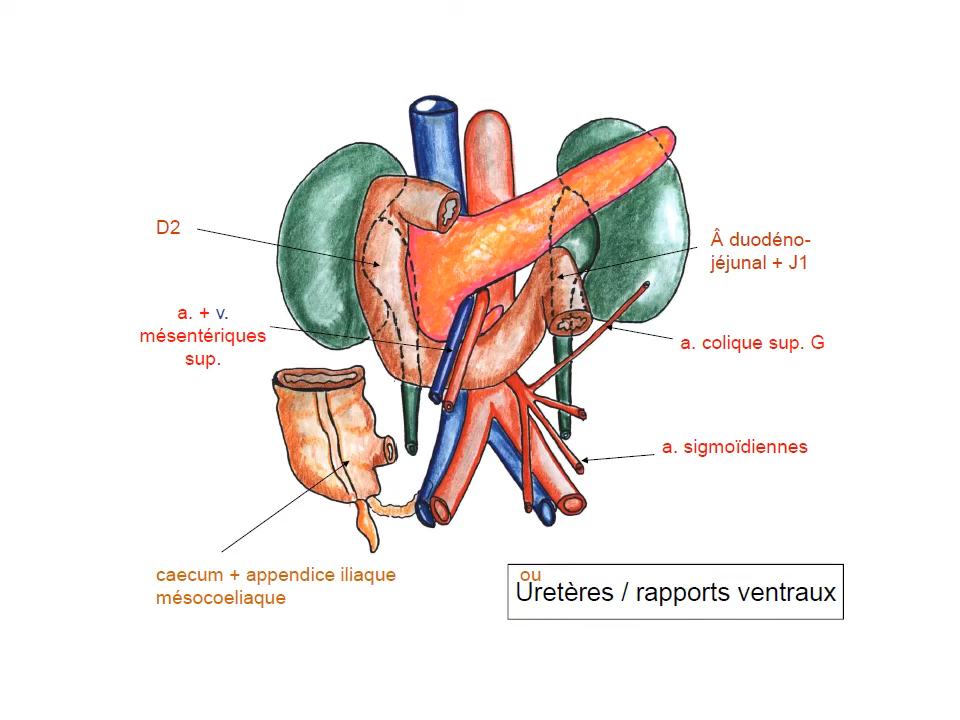 D2
Â duodéno-
jéjunal + J1
a. + v.
mésentériques
sup.
a. colique sup. G
a. sigmoïdiennes
caecum + appendice iliaque
mésocoeliaque
ou
Uretères / rapports ventraux